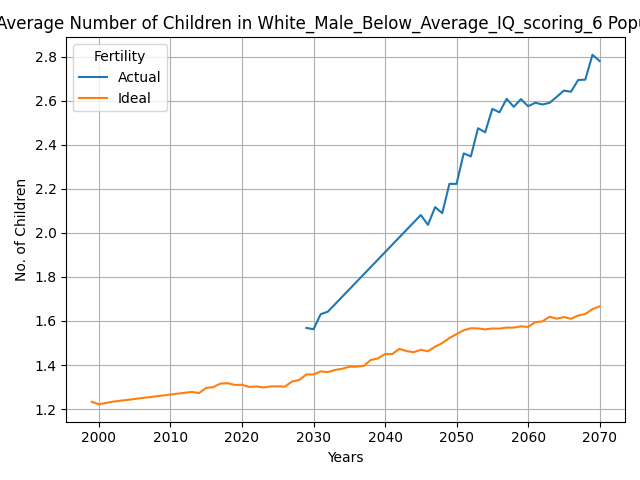 Average Number of Children in White_Male_Below_Average_IQ_scoring_6 Popu
Fertility
Actual
Ideal
2.8
2.6
2.4
2.2
2.0
1.8
1.6
1.4
1.2
No. of Children
2000 2010 2020 2030 2040 2050 2060 2070
Years